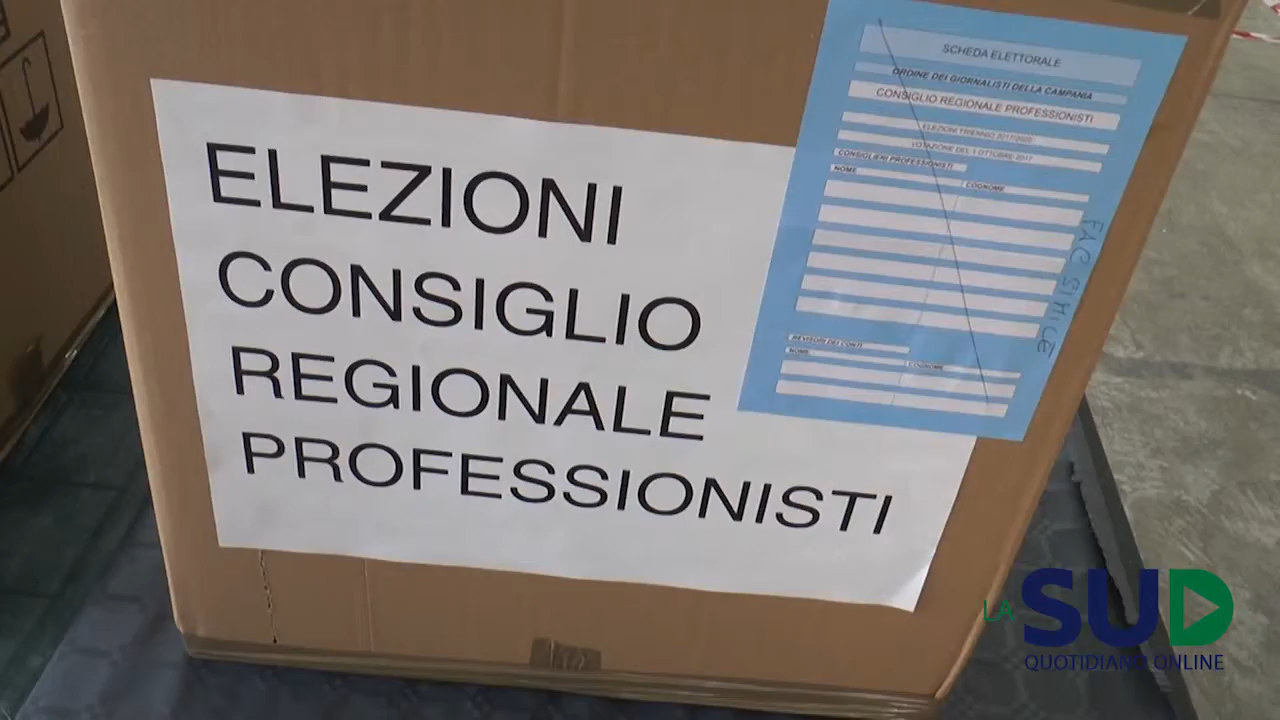 ELEZIONI
CONSIGLIO
REGIONALE
PROFESSIONISTI
SCHEDA ELETTORALE
ORDINE DEI GIORNALISTI DELLA CAMPANIA
CONSIGLIO REGIONALE PROFESSIONISTI
ELEZIONI TRIENNIO 2017/2020
VOTAZIONE DEL 1 OTTOBRE 2017
CONSIGLIERI PROFESSIONISTI
NOME COGNOME
REVISORI DEI CONTI
NOME COGNOME
FAC SIMILE
LA SUD
QUOTIDIANO ONLINE